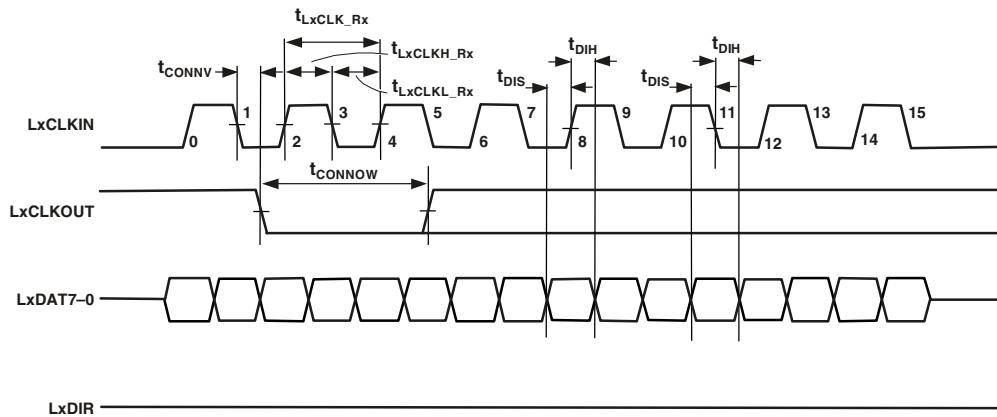 tLxCLK_Rx
tLxCLKH_Rx
tDIH
tDIH
tCONNV
tDIS
tDIS
tLxCLKL_Rx
LxCLKIN
0 1 2 3 4 5 6 7 8 9 10 11 12 13 14 15
tCONNOW
LxCLKOUT
LxDAT7–0
LxDIR